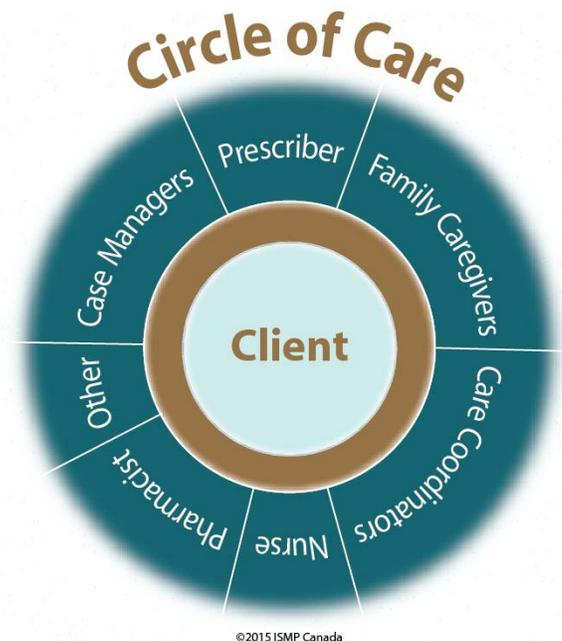 Circle of Care
Prescriber
Family Caregivers
Care Coordinators
Nurse
Pharmacist
Other
Case Managers
Client
©2015 ISMP Canada